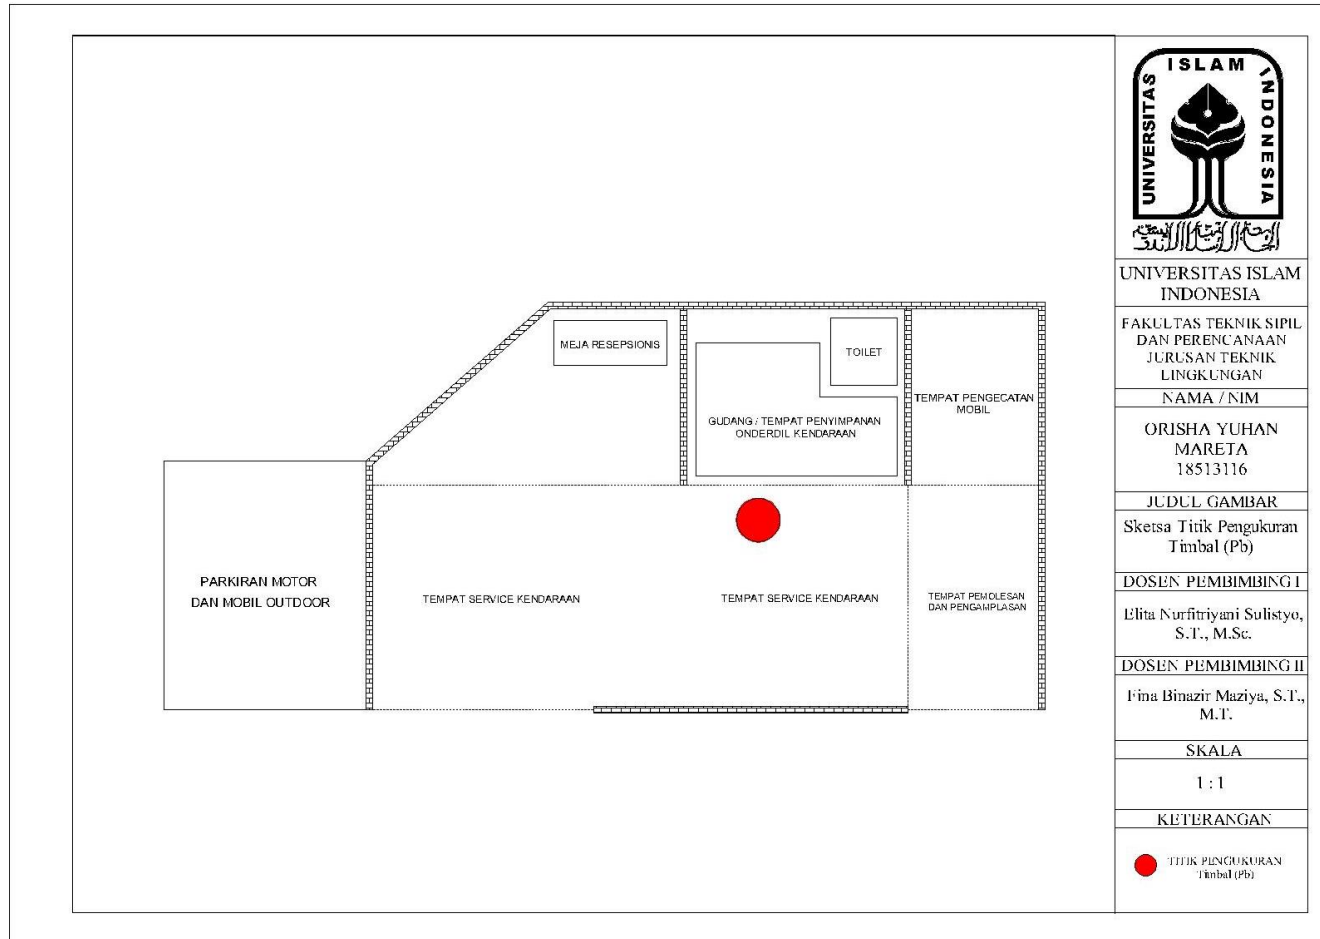 MEJA RESEPSIONIS
TOILET
TEMPAT PENGECATAN
MOBIL
GUDANG / TEMPAT PENYIMPANAN
ONDERDIL KENDARAAN
PARKIRAN MOTOR
DAN MOBIL OUTDOOR
TEMPAT SERVICE KENDARAAN
TEMPAT SERVICE KENDARAAN
TEMPAT PEMOLESAN
DAN PENGAMPLASAN
UNIVERSITAS ISLAM INDONESIA
UNIVERSITAS ISLAM
INDONESIA
FAKULTAS TEKNIK SIPIL
DAN PERENCANAAN
JURUSAN TEKNIK
LINGKUNGAN
NAMA / NIM
ORISHA YUHAN
MARETA
18513116
JUDUL GAMBAR
Sketsa Titik Pengukuran
Timbal (Pb)
DOSEN PEMBIMBING I
Elita Nurfitriyani Sulistyo,
S.T., M.Sc.
DOSEN PEMBIMBING II
Fina Binazir Maziya, S.T.,
M.T.
SKALA
1 : 1
KETERANGAN
TITIK PENGUKURAN
Timbal (Pb)